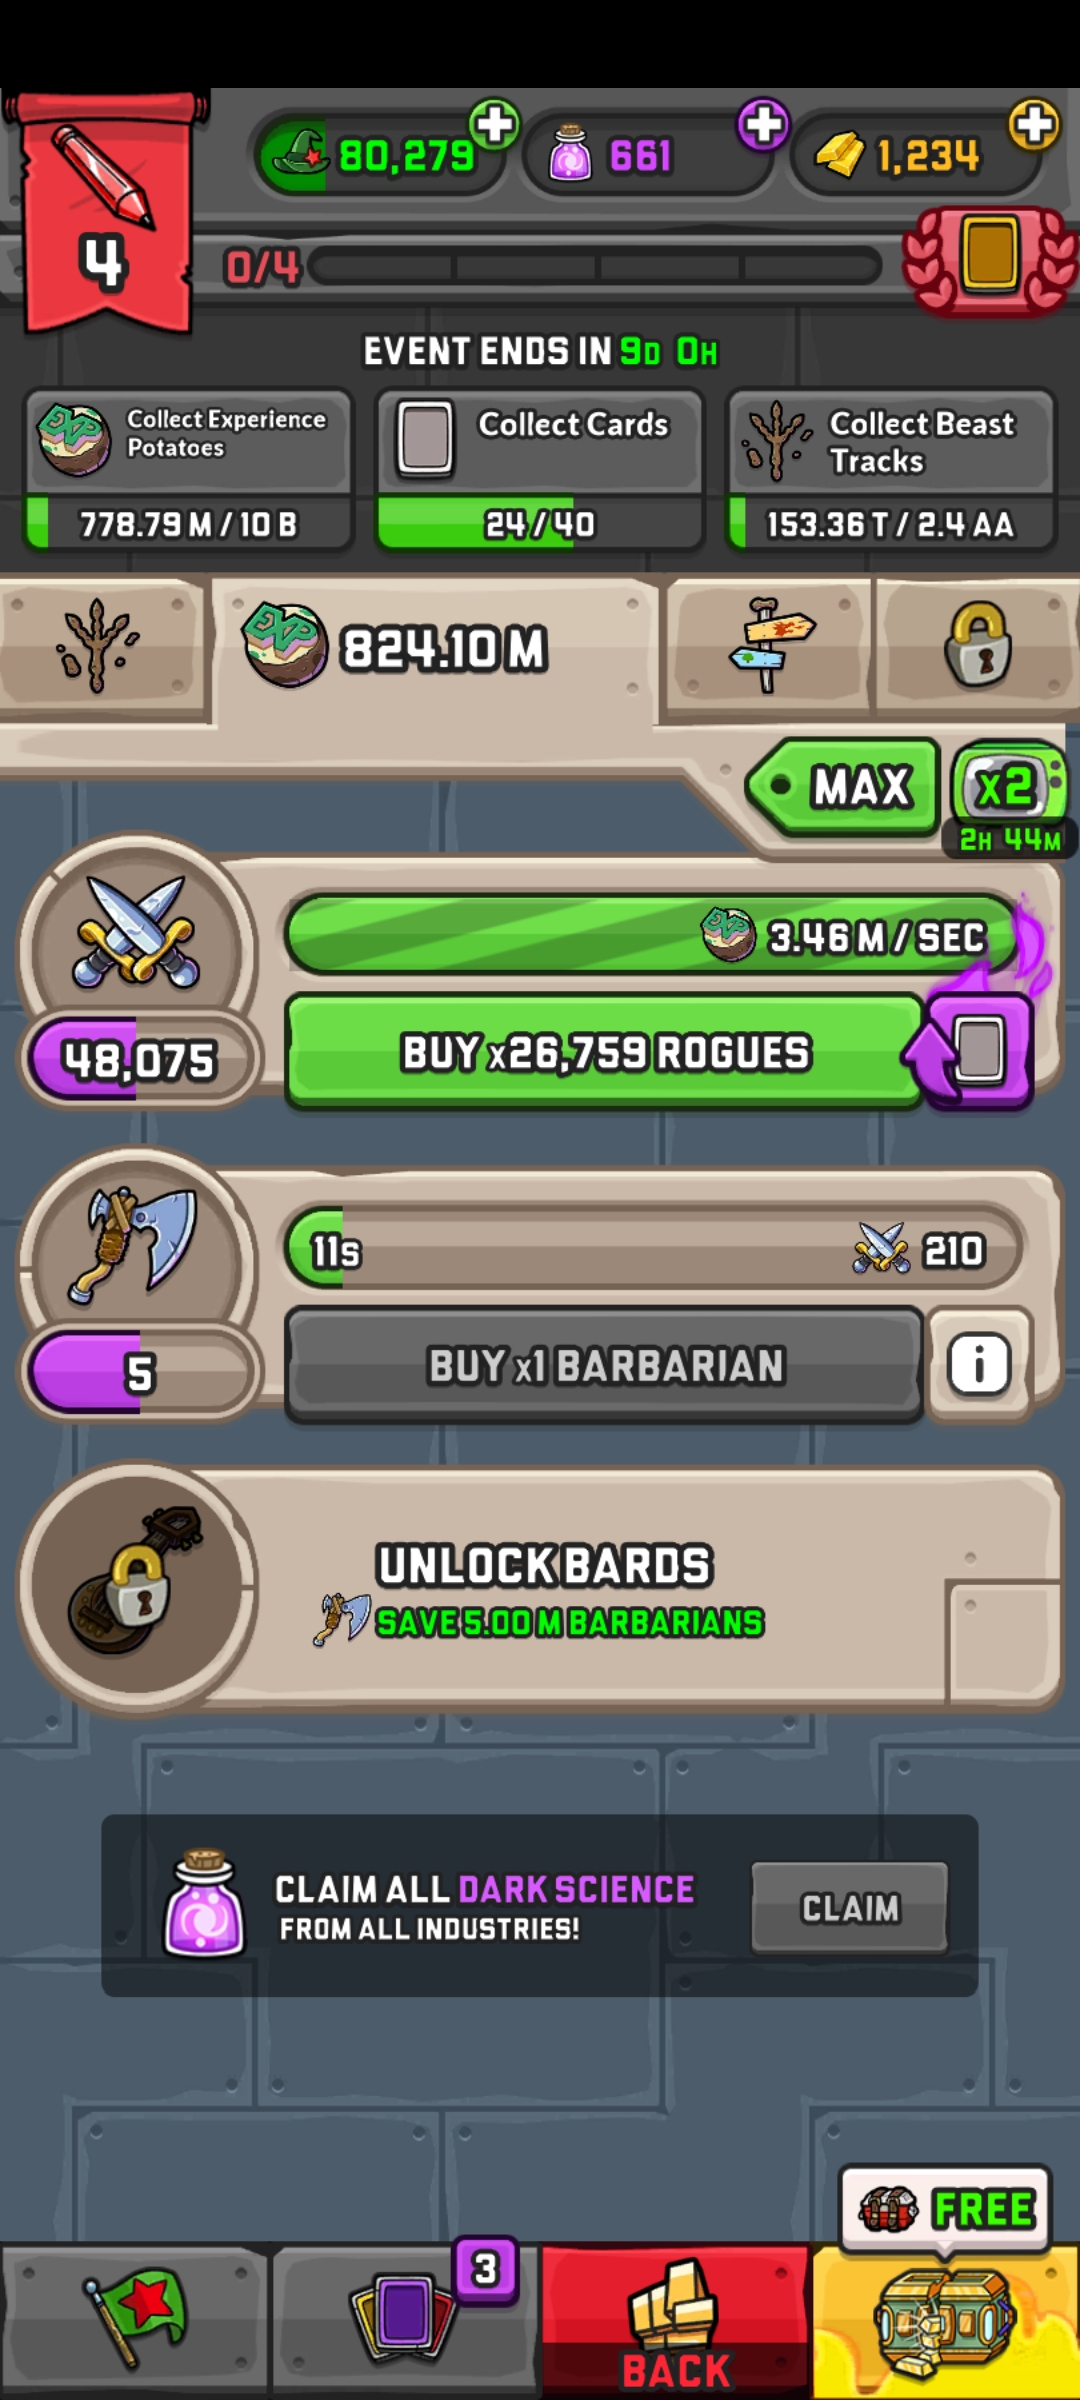 80,279
661
1,234
4
0/4
EVENT ENDS IN 9D 0H
Collect Experience
Potatoes
778.79 M / 10 B
Collect Cards
24 / 40
Collect Beast
Tracks
153.36 T / 2.4 AA
EXP
824.10 M
MAX
x2
2H 44M
EXP
3.46 M / SEC
48,075
BUY x26,759 ROGUES
11s
210
5
BUY x1 BARBARIAN
i
UNLOCK BARDS
SAVE 5.00 M BARBARIANS
CLAIM ALL DARK SCIENCE
FROM ALL INDUSTRIES!
CLAIM
FREE
3
BACK